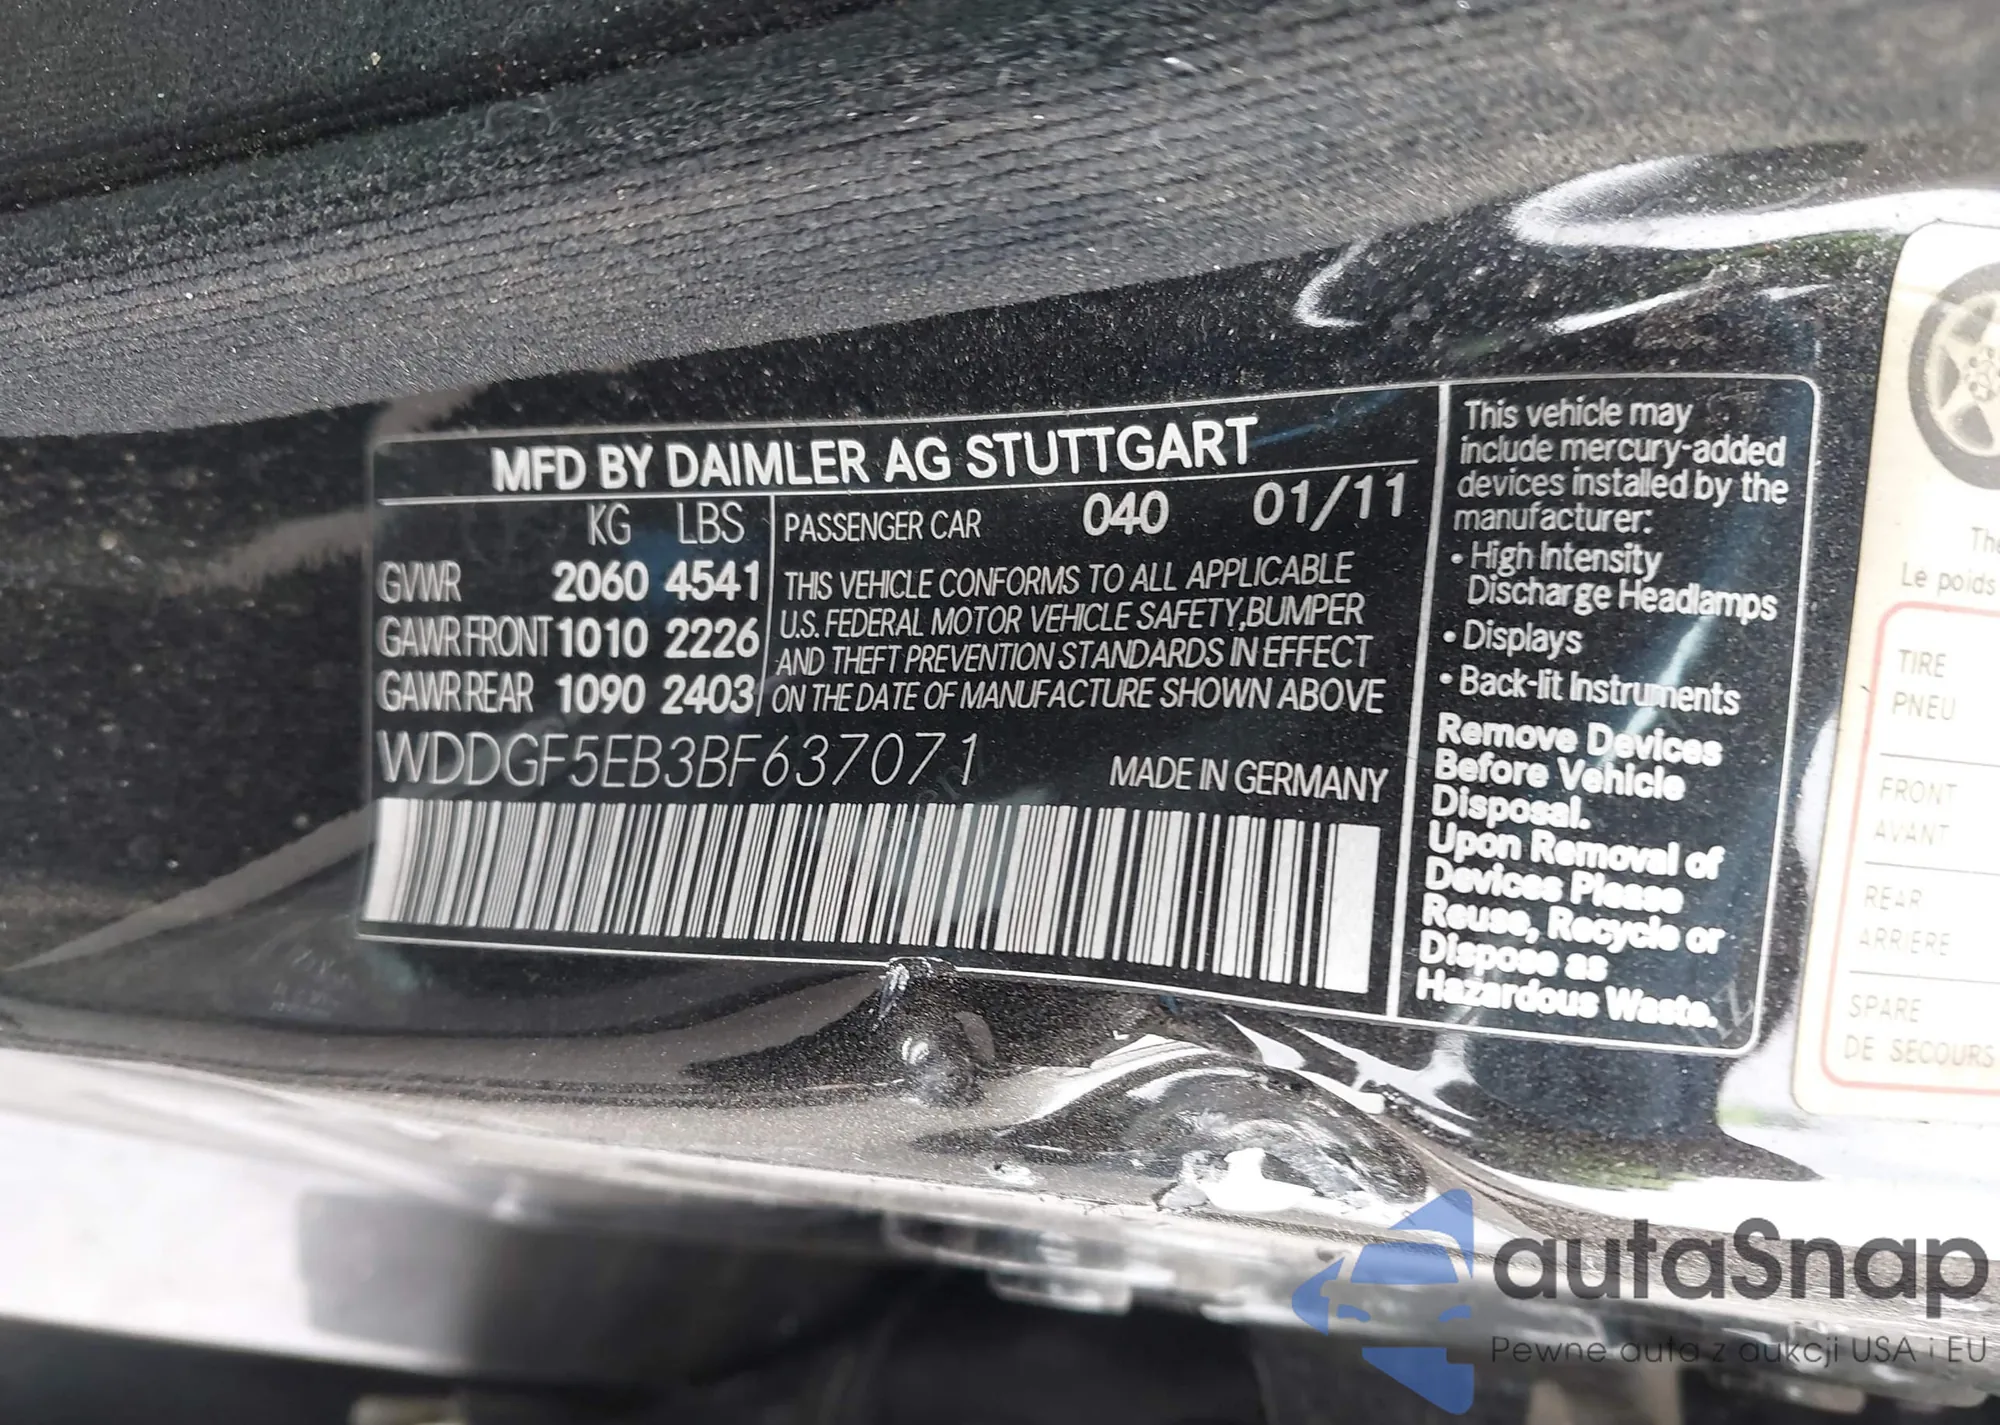 MFD BY DAIMLER AG STUTTGART
KG LBS
GVWR 2060 4541
GAWR FRONT 1010 2226
GAWR REAR 1090 2403
PASSENGER CAR 040 01/11
THIS VEHICLE CONFORMS TO ALL APPLICABLE
U.S. FEDERAL MOTOR VEHICLE SAFETY,BUMPER
AND THEFT PREVENTION STANDARDS IN EFFECT
ON THE DATE OF MANUFACTURE SHOWN ABOVE
WDDGF5EB3BF637071
MADE IN GERMANY
This vehicle may
include mercury-added
devices installed by the
manufacturer:
• High Intensity
Discharge Headlamps
• Displays
• Back-lit Instruments
Remove Devices
Before Vehicle
Disposal.
Upon Removal of
Devices Please
Reuse, Recycle or
Dispose as
Hazardous Waste.
Le poids
TIRE
PNEU
FRONT
AVANT
REAR
ARRIERE
SPARE
DE SECOURS
autaSnap
Pewne auta z aukcji USA i EU